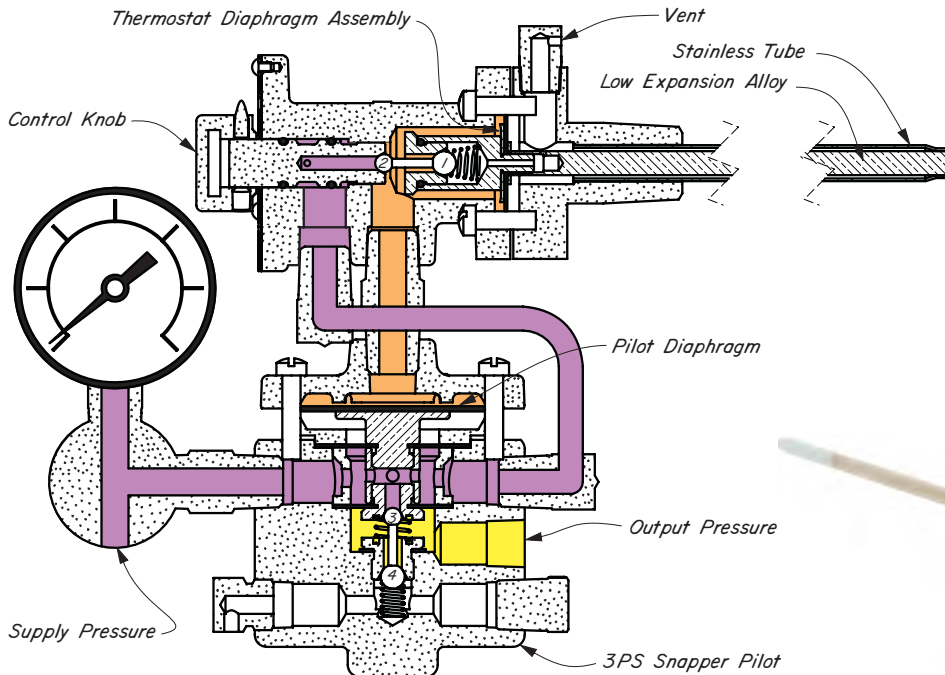 Thermostat Diaphragm Assembly
Vent
Stainless Tube
Low Expansion Alloy
Control Knob
2
1
Pilot Diaphragm
3
Output Pressure
4
Supply Pressure
3PS Snapper Pilot